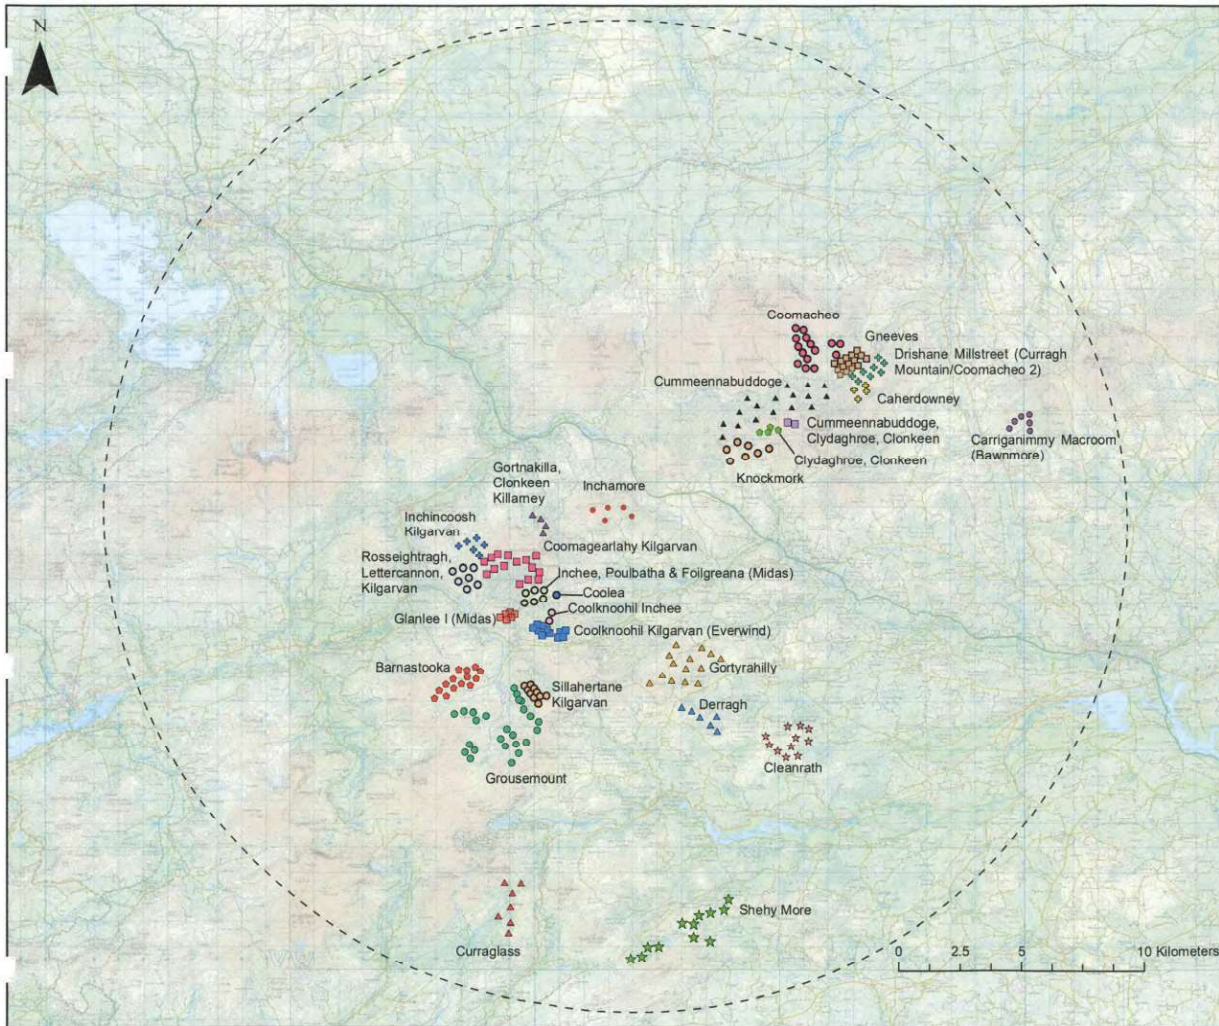 N
Coomacheo
Gneeves
Drishane Millstreet (Curragh
Mountain/Coomacheo 2)
Cummeennabuddoge
Caherdowney
Cummeennabuddoge,
Clydaghroe, Clonkeen
Carriganimmy Macroom
(Bawnmore)
Clydaghroe, Clonkeen
Knockmork
Gortnakilla,
Clonkeen
Killarney
Inchamore
Inchincoosh
Kilgarvan
Coomagearlahy Kilgarvan
Rosseightragh,
Lettercannon,
Kilgarvan
Inchee, Poulbatha & Foilgreana (Midas)
Coolea
Coolknoohil Inchee
Glanlee I (Midas)
Coolknoohil Kilgarvan (Everwind)
Barnastooka
Gortyrahilly
Sillahertane
Kilgarvan
Derragh
Cleanrath
Grousemount
Shehy More
Curraglass
0 2.5 5 10 Kilometers